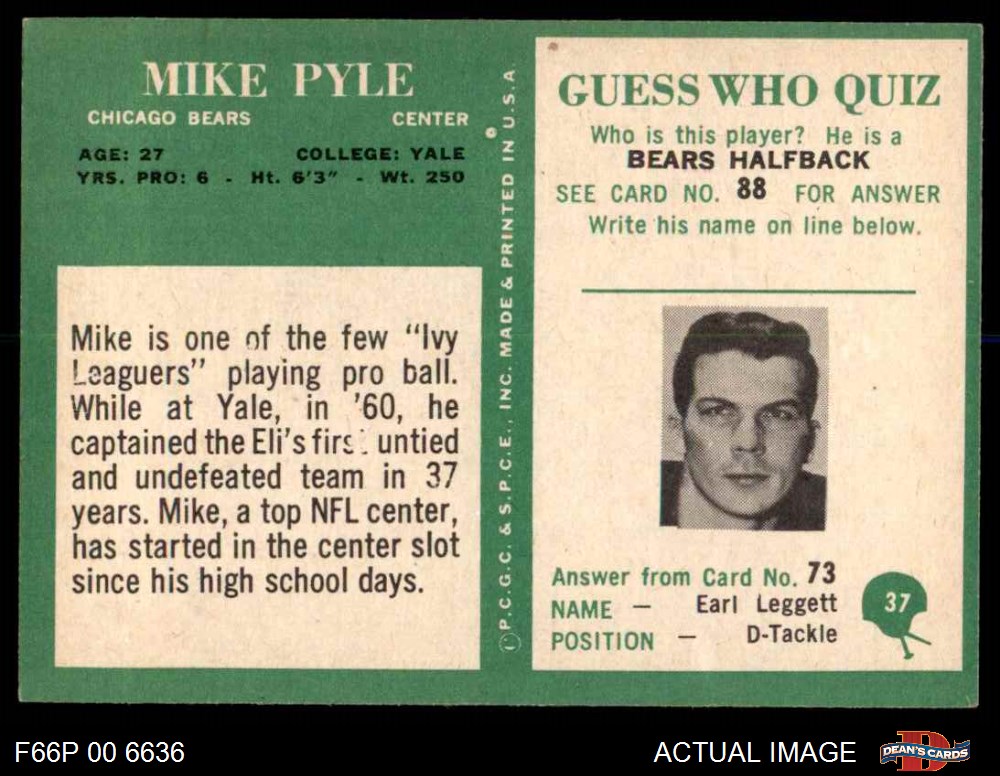 MIKE PYLE
CHICAGO BEARS CENTER
AGE: 27 COLLEGE: YALE
YRS. PRO: 6 - Ht. 6'3" - Wt. 250
Mike is one of the few "Ivy
Leaguers" playing pro ball.
While at Yale, in '60, he
captained the Eli's first untied
and undefeated team in 37
years. Mike, a top NFL center,
has started in the center slot
since his high school days.
©P.C.G.C. & S.P.C.E., INC. MADE & PRINTED IN U.S.A.
GUESS WHO QUIZ
Who is this player? He is a
BEARS HALFBACK
SEE CARD NO. 88 FOR ANSWER
Write his name on line below.
Answer from Card No. 73
NAME — Earl Leggett
POSITION — D-Tackle
37
F66P 00 6636
ACTUAL IMAGE
D
DEAN'S CARDS